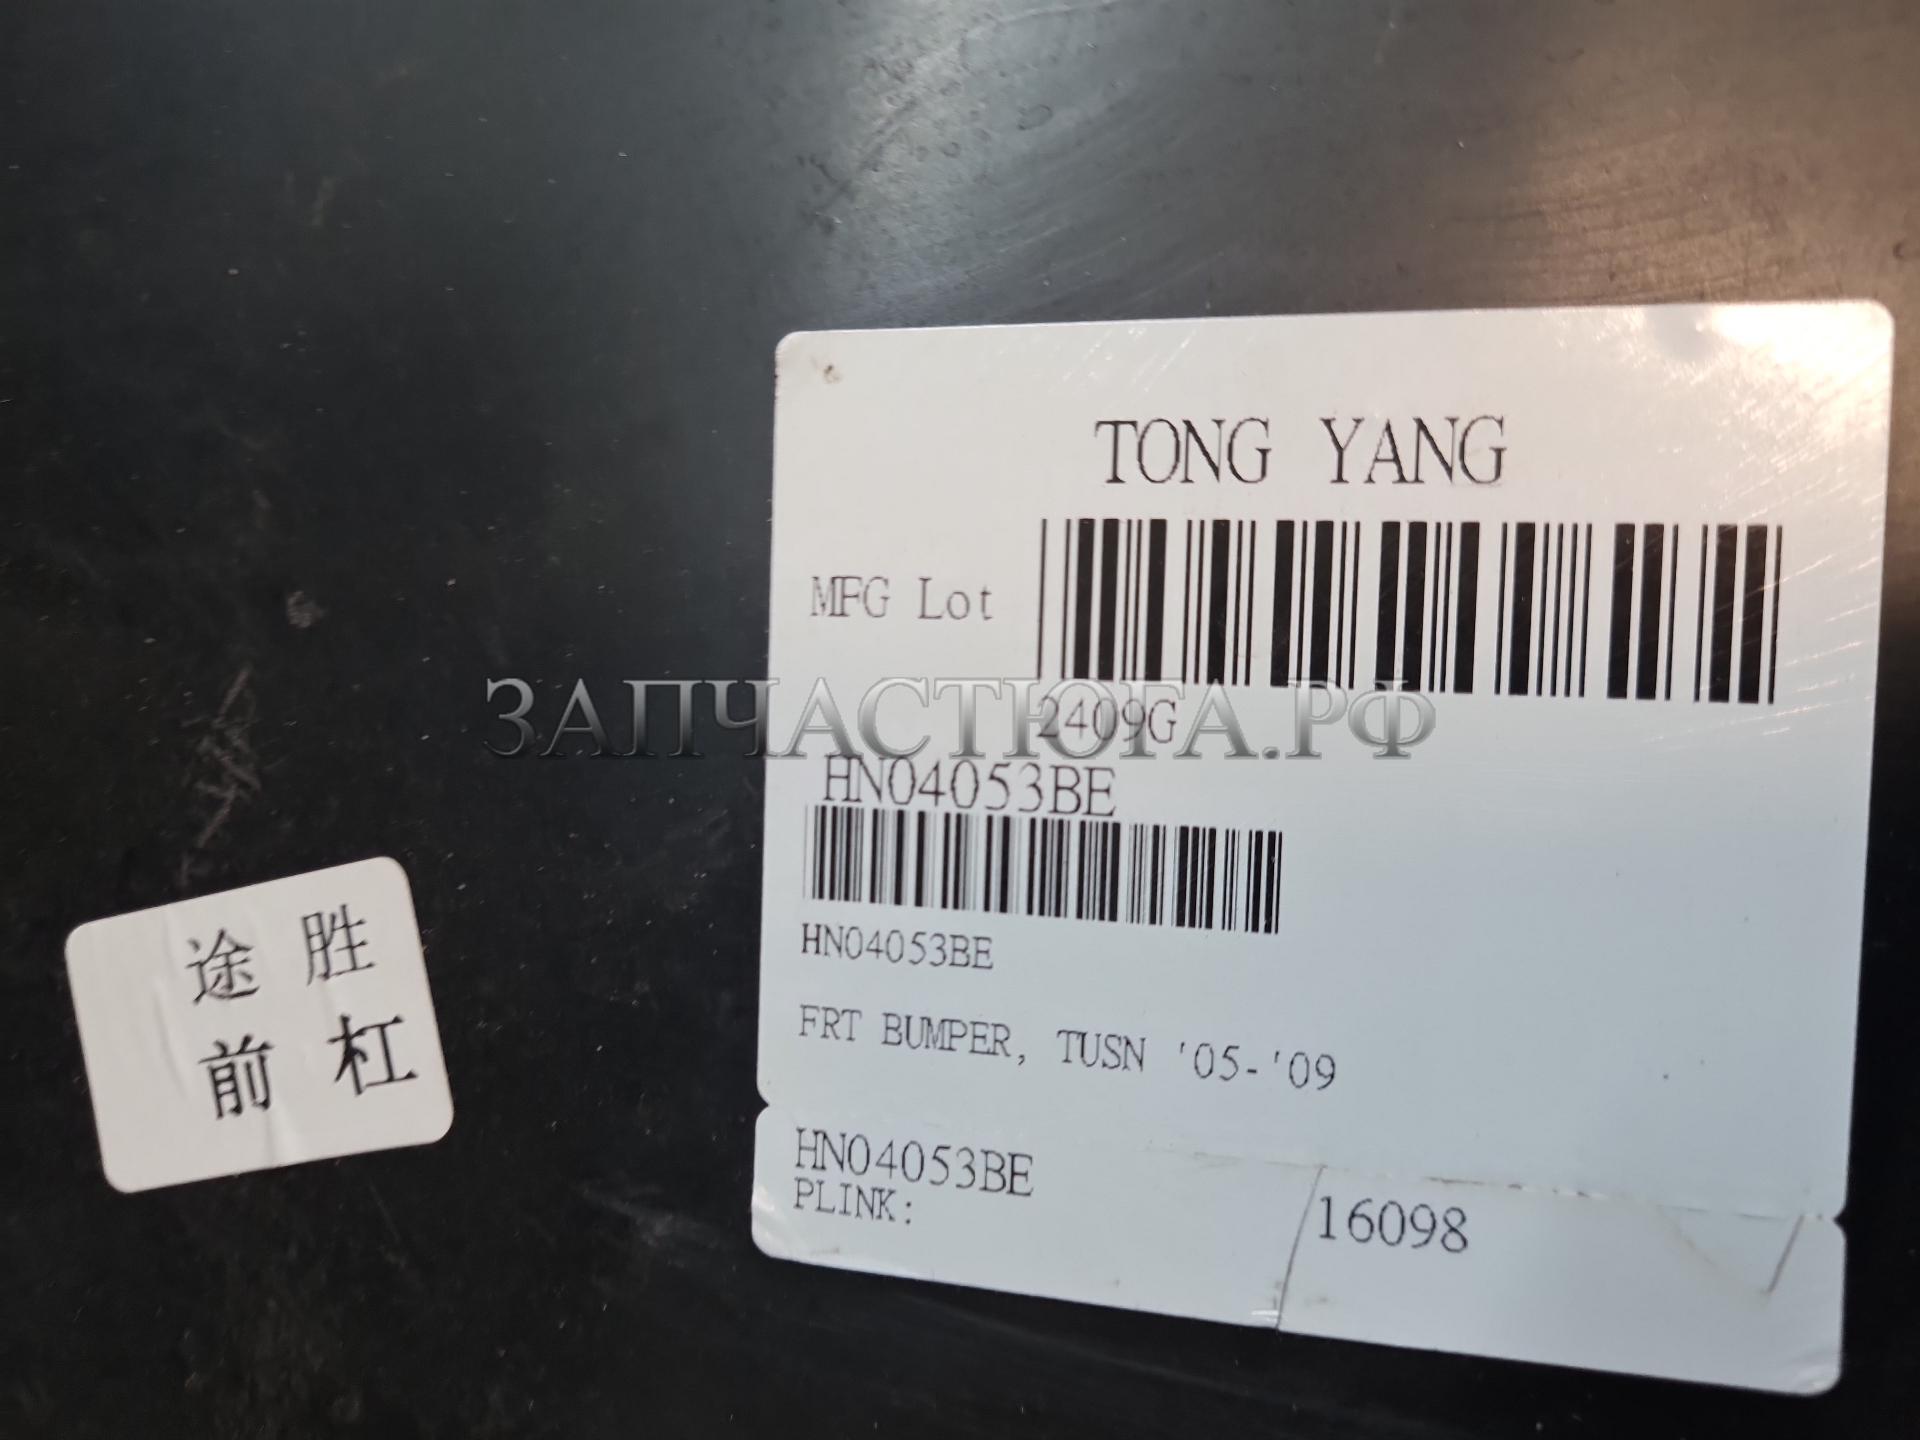 TONG YANG
MFG Lot
2409G
ЗАПЧАСТЮГА.РФ
HN04053BE
HN04053BE
FRT BUMPER, TUSN '05-'09
HN04053BE
PLINK:
16098
途胜
前杠